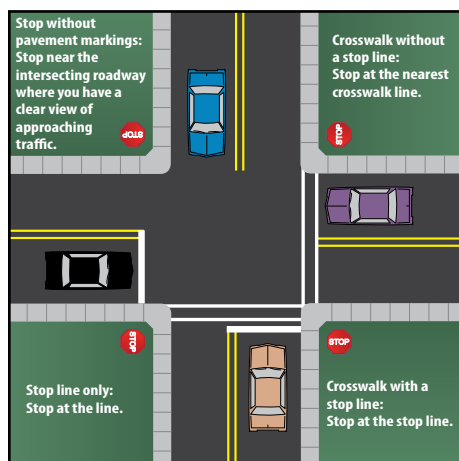 Stop without
pavement markings:
Stop near the
intersecting roadway
where you have a
clear view of
approaching
traffic.
STOP
Crosswalk without
a stop line:
Stop at the nearest
crosswalk line.
STOP
STOP
Stop line only:
Stop at the line.
STOP
Crosswalk with a
stop line:
Stop at the stop line.